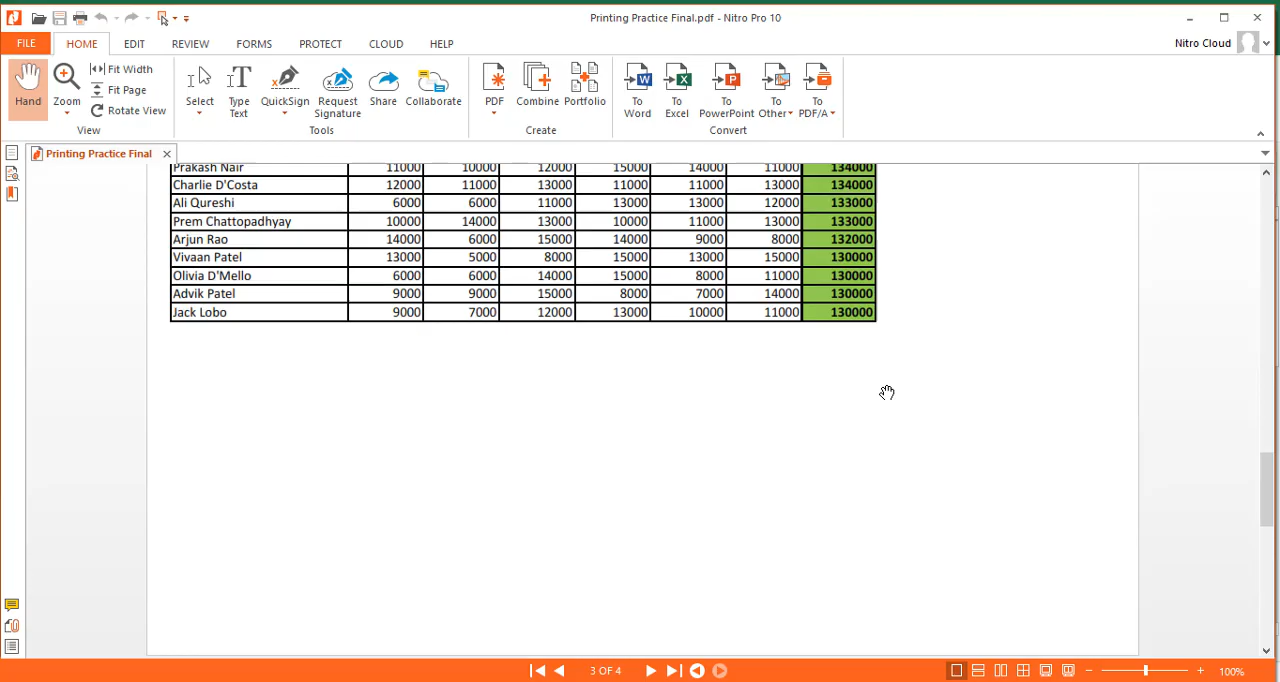 Printing Practice Final.pdf - Nitro Pro 10
FILE HOME EDIT REVIEW FORMS PROTECT CLOUD HELP Nitro Cloud
Hand Zoom Fit Width Fit Page Rotate View
View
Select Type Text QuickSign Request Signature Share Collaborate
Tools
PDF Combine Portfolio
Create
To Word To Excel To PowerPoint To Other To PDF/A
Convert
Printing Practice Final
Prakash Nair 11000 10000 12000 15000 14000 11000 134000
Charlie D'Costa 12000 11000 13000 11000 11000 13000 134000
Ali Qureshi 6000 6000 11000 13000 13000 12000 133000
Prem Chattopadhyay 10000 14000 13000 10000 11000 13000 133000
Arjun Rao 14000 6000 15000 14000 9000 8000 132000
Vivaan Patel 13000 5000 8000 15000 13000 15000 130000
Olivia D'Mello 6000 6000 14000 15000 8000 11000 130000
Advik Patel 9000 9000 15000 8000 7000 14000 130000
Jack Lobo 9000 7000 12000 13000 10000 11000 130000
3 OF 4 100%